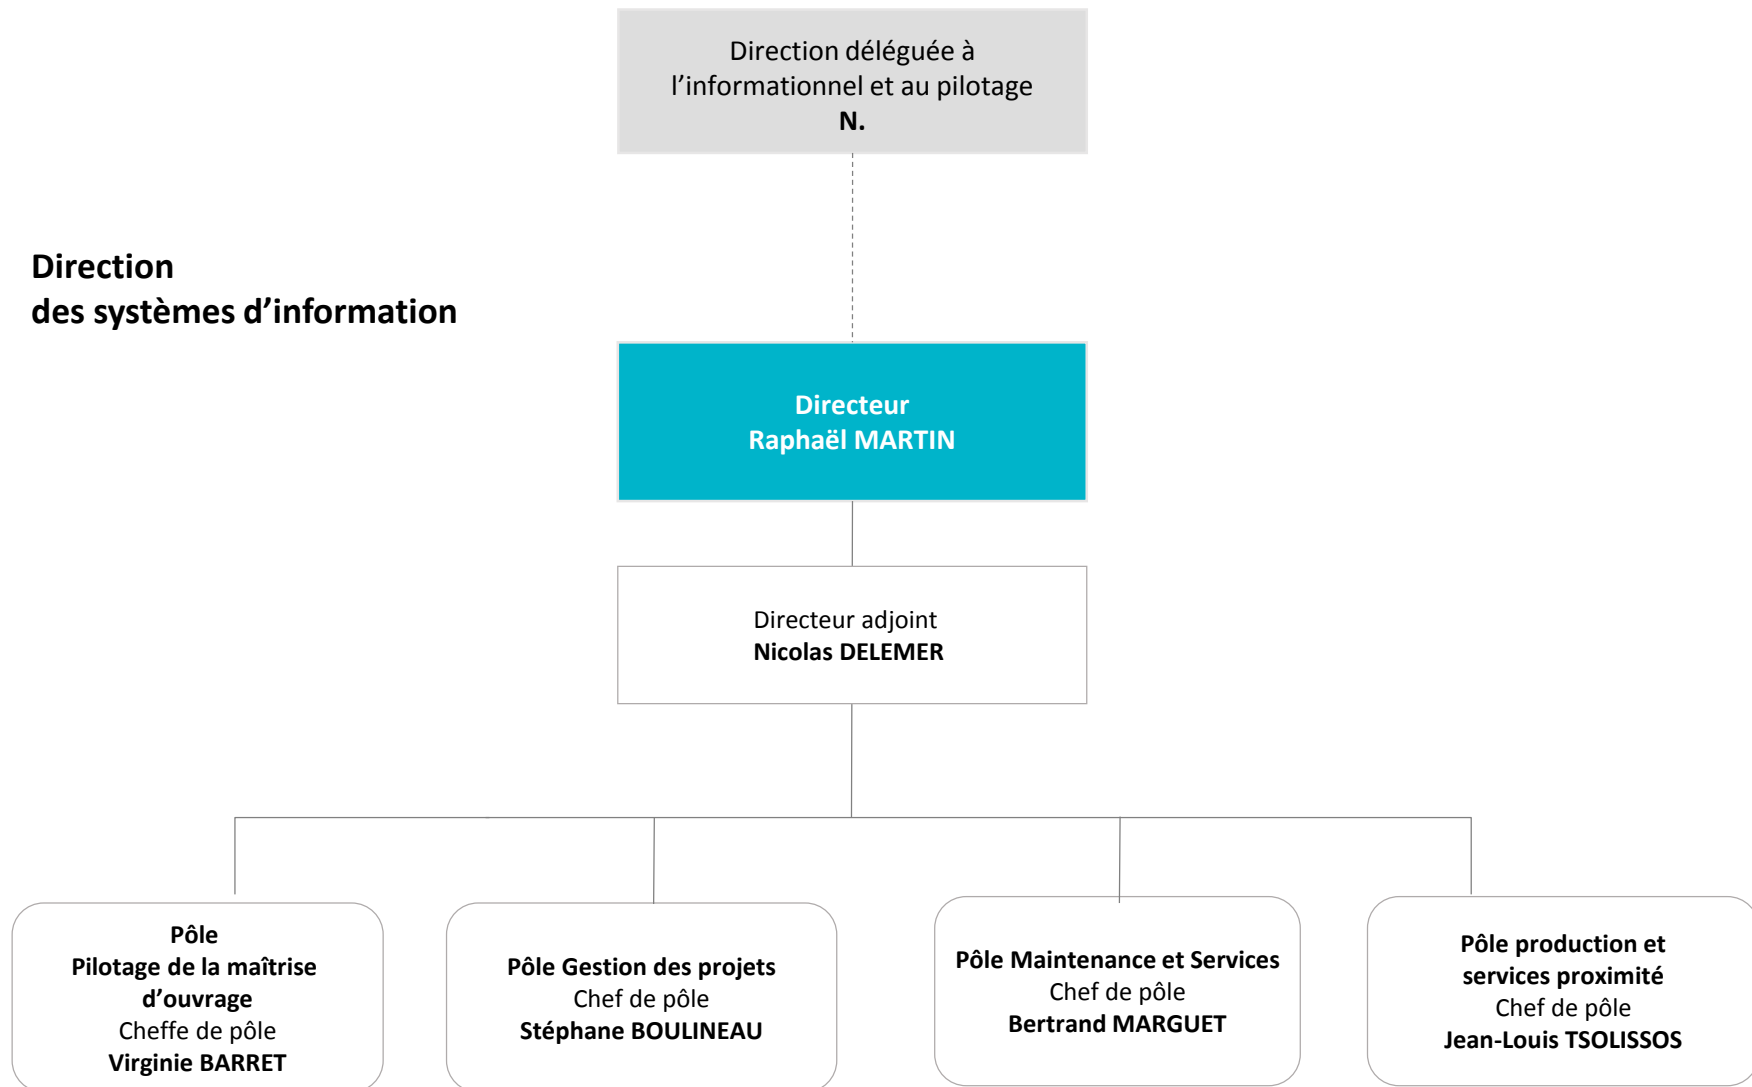 Direction déléguée à
l’informationnel et au pilotage
N.
Direction
des systèmes d’information
Directeur
Raphaël MARTIN
Directeur adjoint
Nicolas DELEMER
Pôle
Pilotage de la maîtrise
d’ouvrage
Cheffe de pôle
Virginie BARRET
Pôle Gestion des projets
Chef de pôle
Stéphane BOULINEAU
Pôle Maintenance et Services
Chef de pôle
Bertrand MARGUET
Pôle production et
services proximité
Chef de pôle
Jean-Louis TSOLISSOS